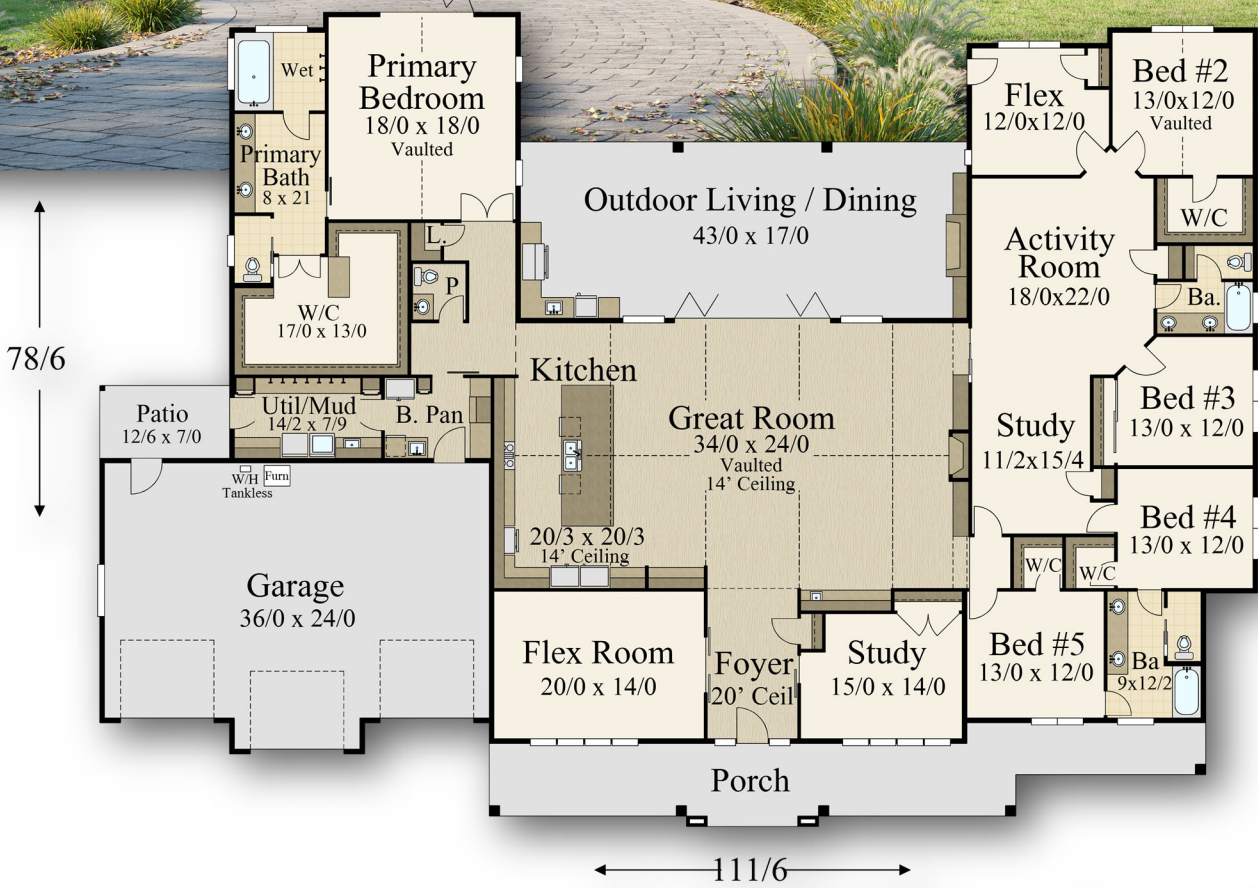 Wet
Primary
Bedroom
18/0 x 18/0
Vaulted
Primary
Bath
8 x 21
Flex
12/0x12/0
Bed #2
13/0x12/0
Vaulted
W/C
Outdoor Living / Dining
43/0 x 17/0
L.
P
W/C
17/0 x 13/0
Activity
Room
18/0x22/0
Ba.
78/6
Patio
12/6 x 7/0
Util/Mud
14/2 x 7/9
B. Pan
Kitchen
20/3 x 20/3
14' Ceiling
Great Room
34/0 x 24/0
Vaulted
14' Ceiling
Study
11/2x15/4
Bed #3
13/0 x 12/0
Bed #4
13/0 x 12/0
W/C
W/C
W/H
Tankless
Furn
Garage
36/0 x 24/0
Flex Room
20/0 x 14/0
Foyer
20' Ceil
Study
15/0 x 14/0
Bed #5
13/0 x 12/0
Ba
9x12/2
Porch
111/6